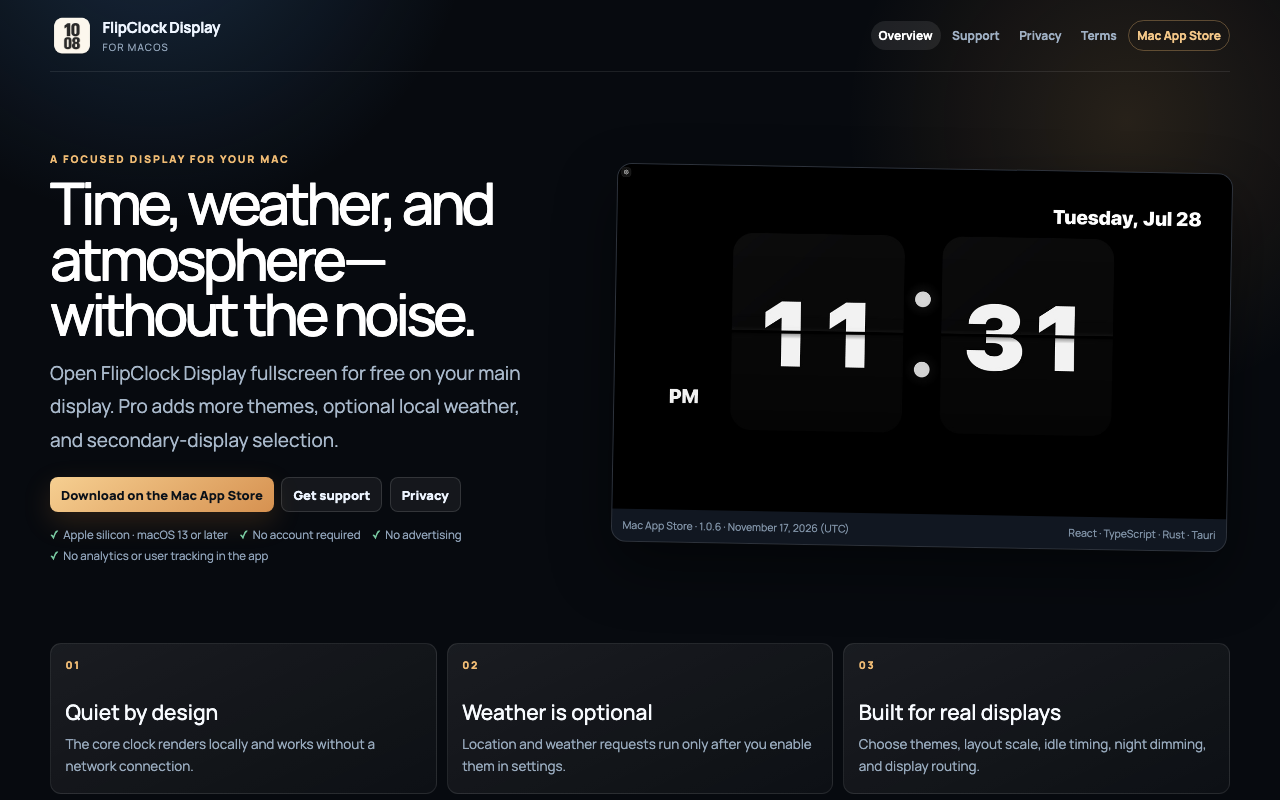 10
08
FlipClock Display
FOR MACOS
Overview
Support
Privacy
Terms
Mac App Store
A FOCUSED DISPLAY FOR YOUR MAC
Time, weather, and
atmosphere—
without the noise.
Open FlipClock Display fullscreen for free on your main
display. Pro adds more themes, optional local weather,
and secondary-display selection.
Download on the Mac App Store
Get support
Privacy
✓ Apple silicon · macOS 13 or later ✓ No account required ✓ No advertising
✓ No analytics or user tracking in the app
Tuesday, Jul 28
11:31
PM
Mac App Store · 1.0.6 · November 17, 2026 (UTC)
React · TypeScript · Rust · Tauri
01
Quiet by design
The core clock renders locally and works without a
network connection.
02
Weather is optional
Location and weather requests run only after you enable
them in settings.
03
Built for real displays
Choose themes, layout scale, idle timing, night dimming,
and display routing.